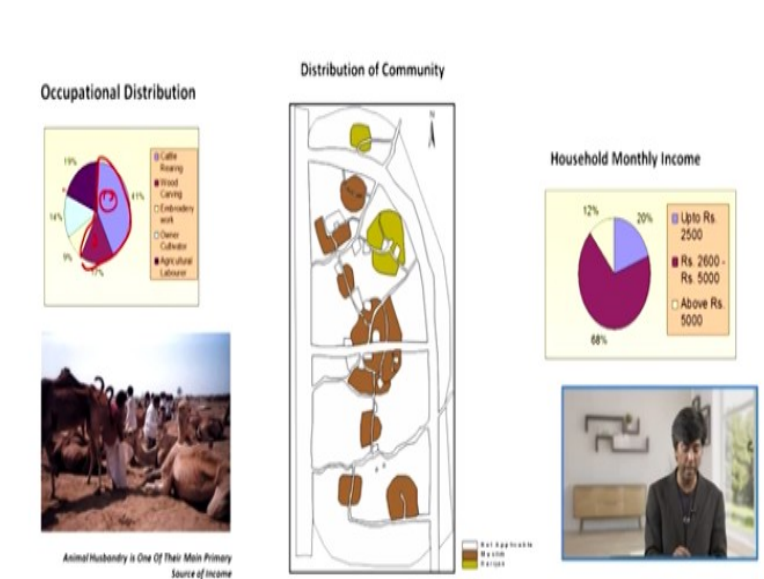 Distribution of Community
Occupational Distribution
Household Monthly Income
19%
41%
14%
9%
17%
Cattle
Rearing
Wood
Carving
Embroidery
work
Owner
Cultivator
Agricultural
Labourer
N
12%
20%
68%
Upto Rs.
2500
Rs. 2600 -
Rs. 5000
Above Rs.
5000
Animal Husbandry is One Of Their Main Primary
Source of Income
Not Applicable
Muslim
Harijan